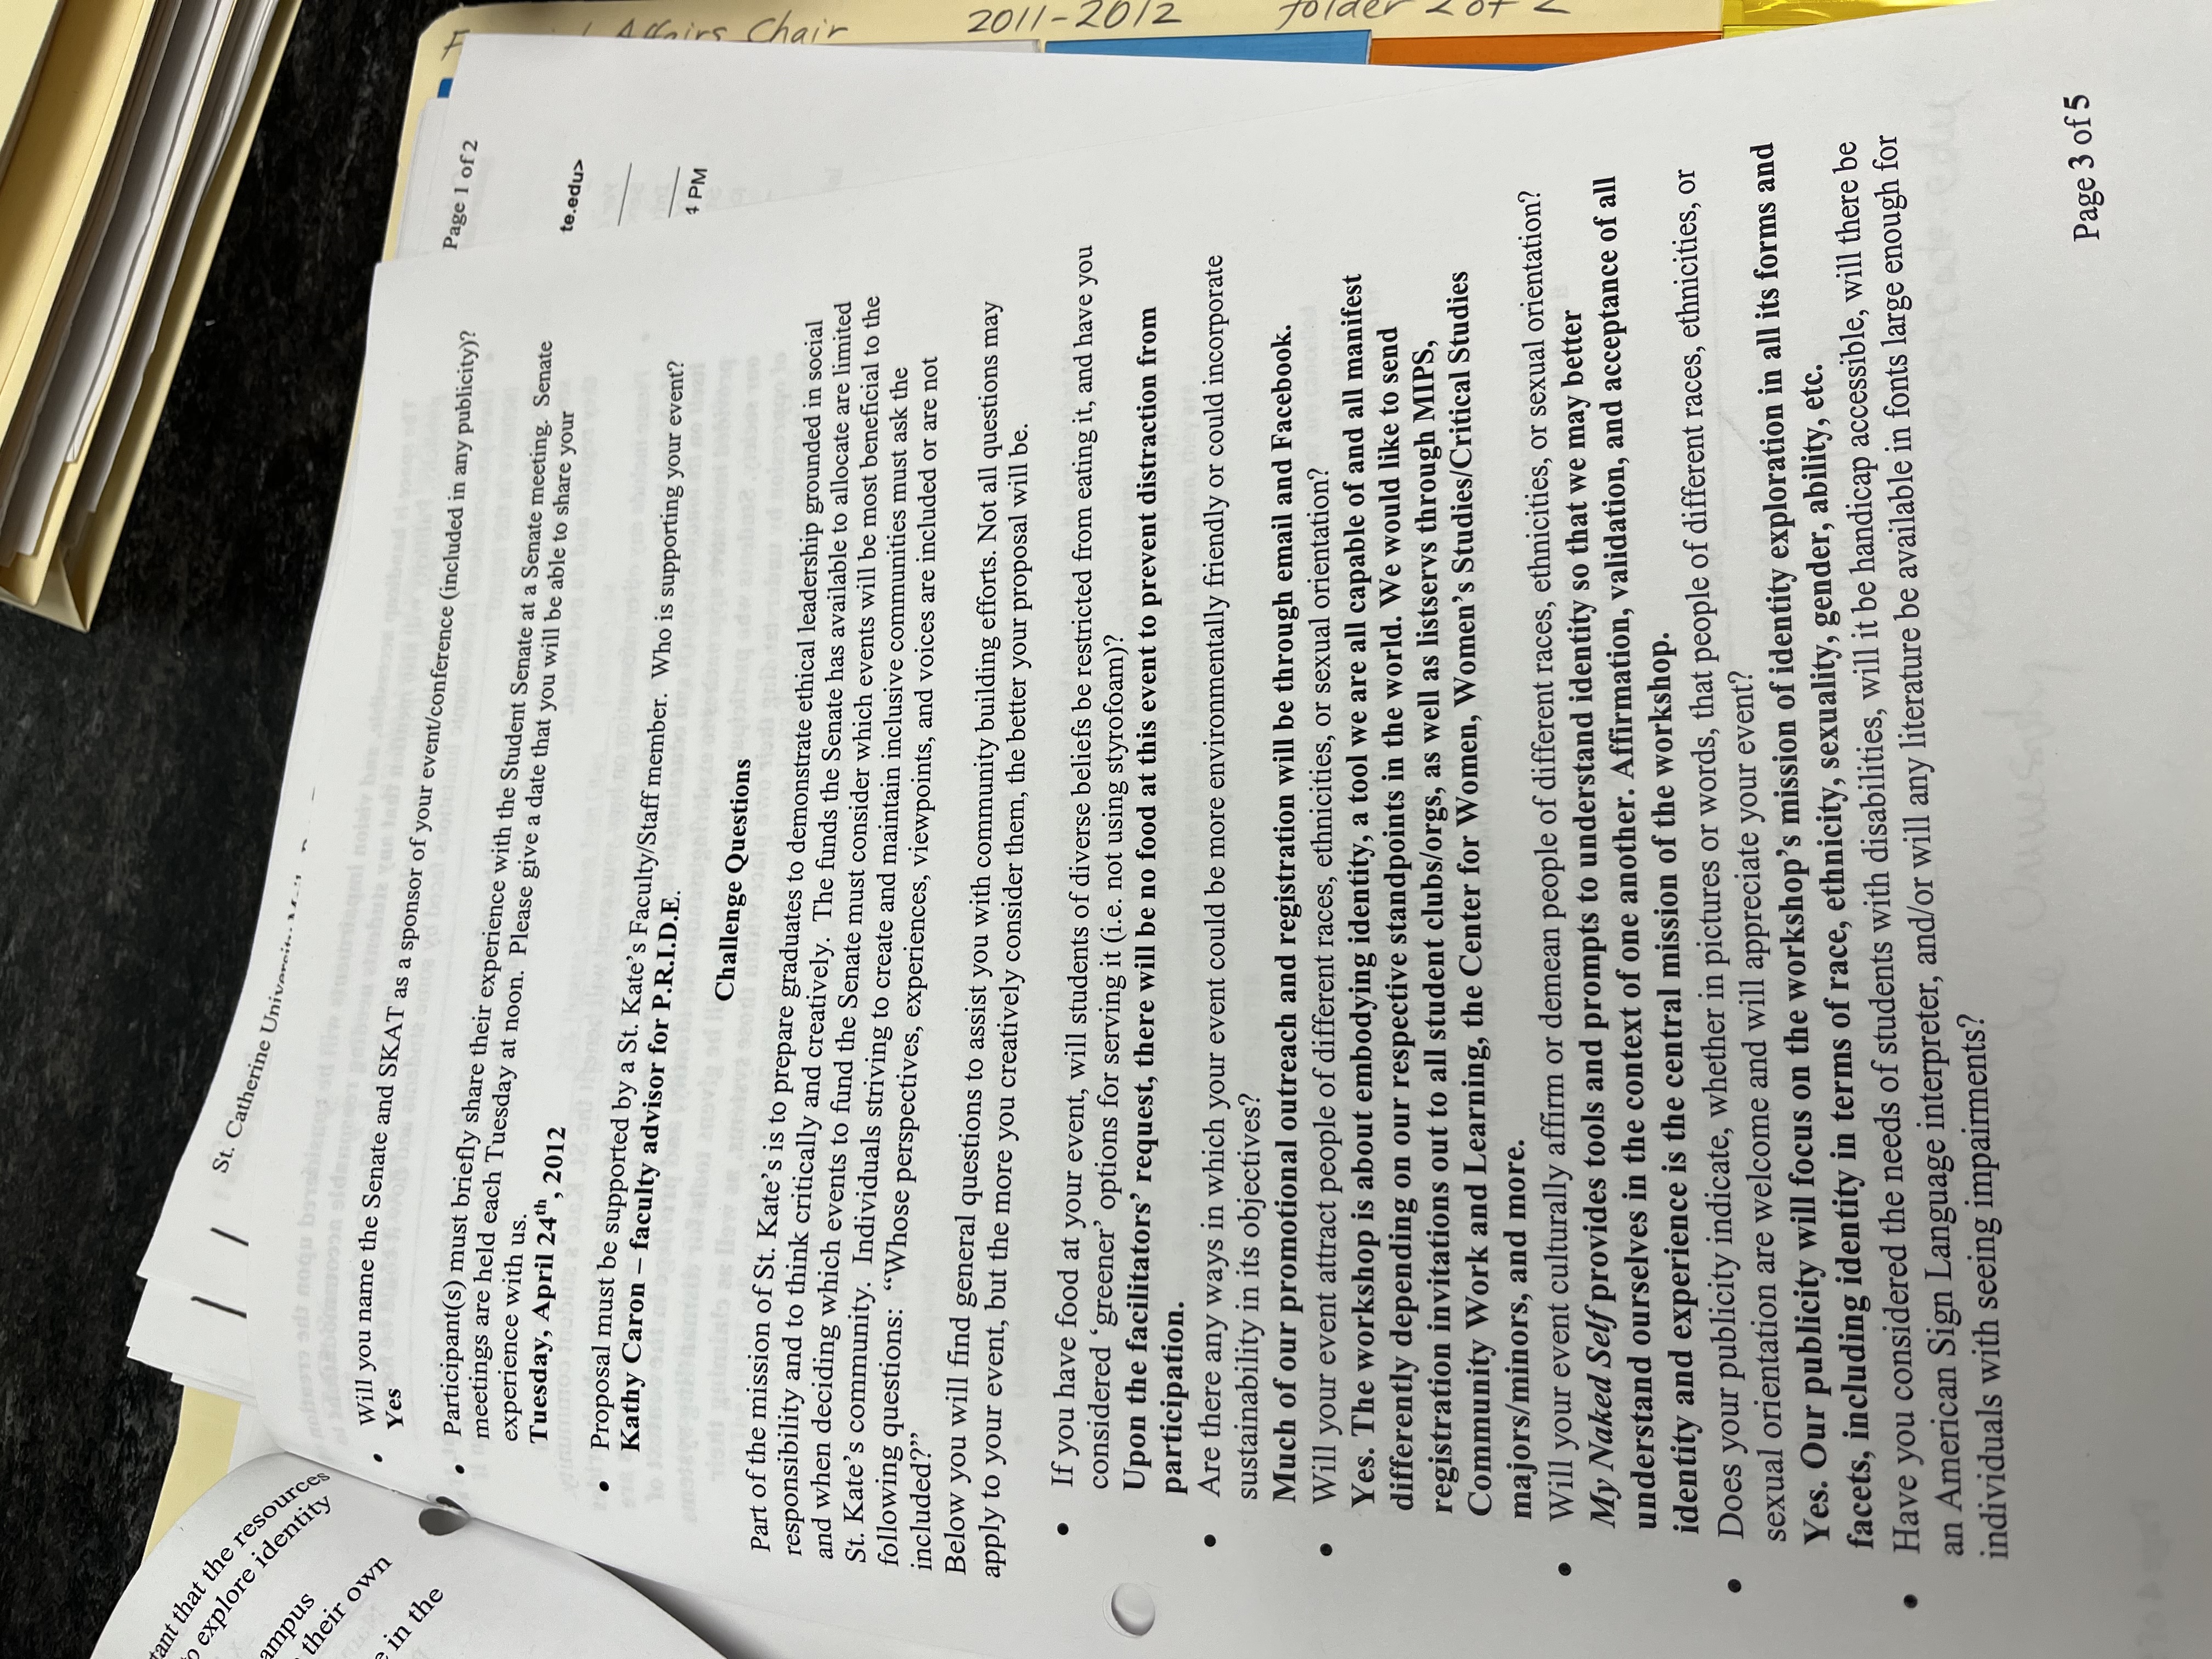 tant that the resources
o explore identity
ampus
their own
e in the
St. Catherine University
Page 1 of 2
te.edu>
4 PM
• Will you name the Senate and SKAT as a sponsor of your event/conference (included in any publicity)?
Yes
• Participant(s) must briefly share their experience with the Student Senate at a Senate meeting. Senate
meetings are held each Tuesday at noon. Please give a date that you will be able to share your
experience with us.
Tuesday, April 24th, 2012
• Proposal must be supported by a St. Kate's Faculty/Staff member. Who is supporting your event?
Kathy Caron – faculty advisor for P.R.I.D.E.
Challenge Questions
Part of the mission of St. Kate's is to prepare graduates to demonstrate ethical leadership grounded in social
responsibility and to think critically and creatively. The funds the Senate has available to allocate are limited
and when deciding which events to fund the Senate must consider which events will be most beneficial to the
St. Kate's community. Individuals striving to create and maintain inclusive communities must ask the
following questions: “Whose perspectives, experiences, viewpoints, and voices are included or are not
included?”
Below you will find general questions to assist you with community building efforts. Not all questions may
apply to your event, but the more you creatively consider them, the better your proposal will be.
• If you have food at your event, will students of diverse beliefs be restricted from eating it, and have you
considered ‘greener’ options for serving it (i.e. not using styrofoam)?
Upon the facilitators’ request, there will be no food at this event to prevent distraction from
participation.
• Are there any ways in which your event could be more environmentally friendly or could incorporate
sustainability in its objectives?
Much of our promotional outreach and registration will be through email and Facebook.
• Will your event attract people of different races, ethnicities, or sexual orientation?
Yes. The workshop is about embodying identity, a tool we are all capable of and all manifest
differently depending on our respective standpoints in the world. We would like to send
registration invitations out to all student clubs/orgs, as well as listservs through MIPS,
Community Work and Learning, the Center for Women, Women’s Studies/Critical Studies
majors/minors, and more.
• Will your event culturally affirm or demean people of different races, ethnicities, or sexual orientation?
My Naked Self provides tools and prompts to understand identity so that we may better
understand ourselves in the context of one another. Affirmation, validation, and acceptance of all
identity and experience is the central mission of the workshop.
• Does your publicity indicate, whether in pictures or words, that people of different races, ethnicities, or
sexual orientation are welcome and will appreciate your event?
Yes. Our publicity will focus on the workshop’s mission of identity exploration in all its forms and
facets, including identity in terms of race, ethnicity, sexuality, gender, ability, etc.
• Have you considered the needs of students with disabilities, will it be handicap accessible, will there be
an American Sign Language interpreter, and/or will any literature be available in fonts large enough for
individuals with seeing impairments?
Page 3 of 5
Affairs Chair 2011-2012 folder 2 of 2